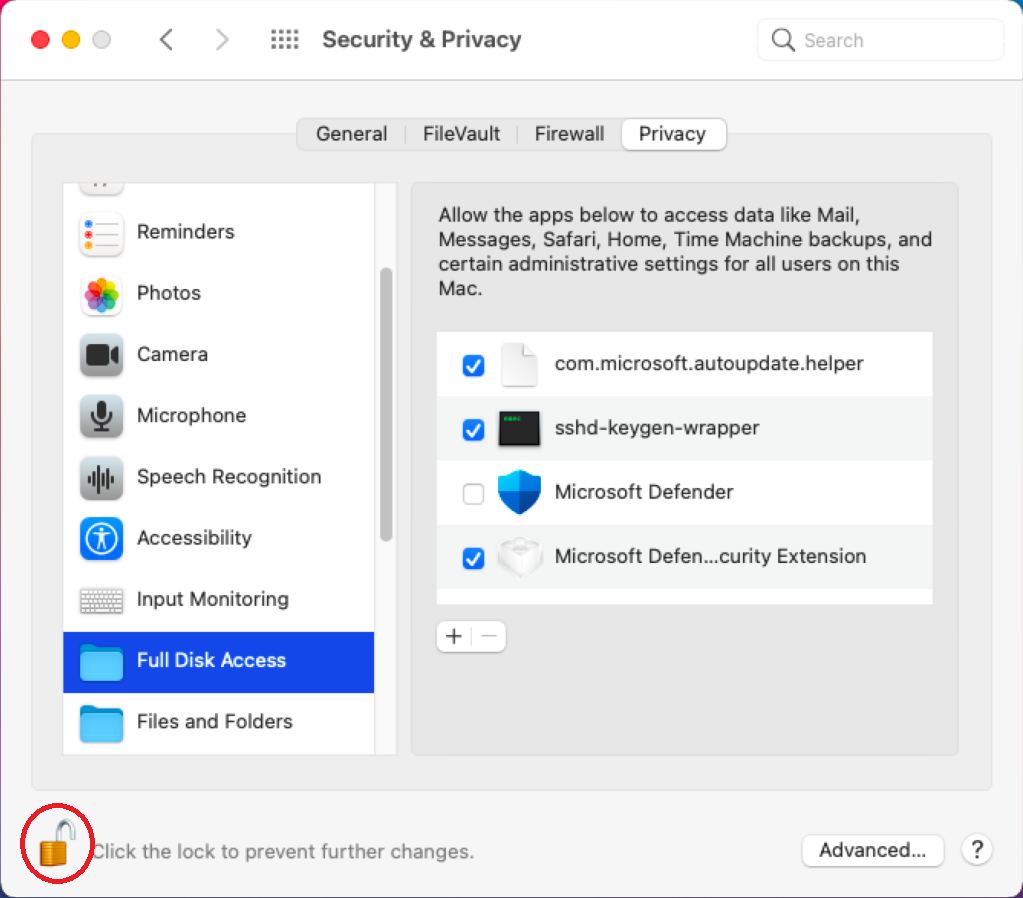 Security & Privacy
Search
General
FileVault
Firewall
Privacy
Reminders
Photos
Camera
Microphone
Speech Recognition
Accessibility
Input Monitoring
Full Disk Access
Files and Folders
Allow the apps below to access data like Mail,
Messages, Safari, Home, Time Machine backups, and
certain administrative settings for all users on this
Mac.
com.microsoft.autoupdate.helper
sshd-keygen-wrapper
Microsoft Defender
Microsoft Defen...curity Extension
+ −
Click the lock to prevent further changes.
Advanced...
?